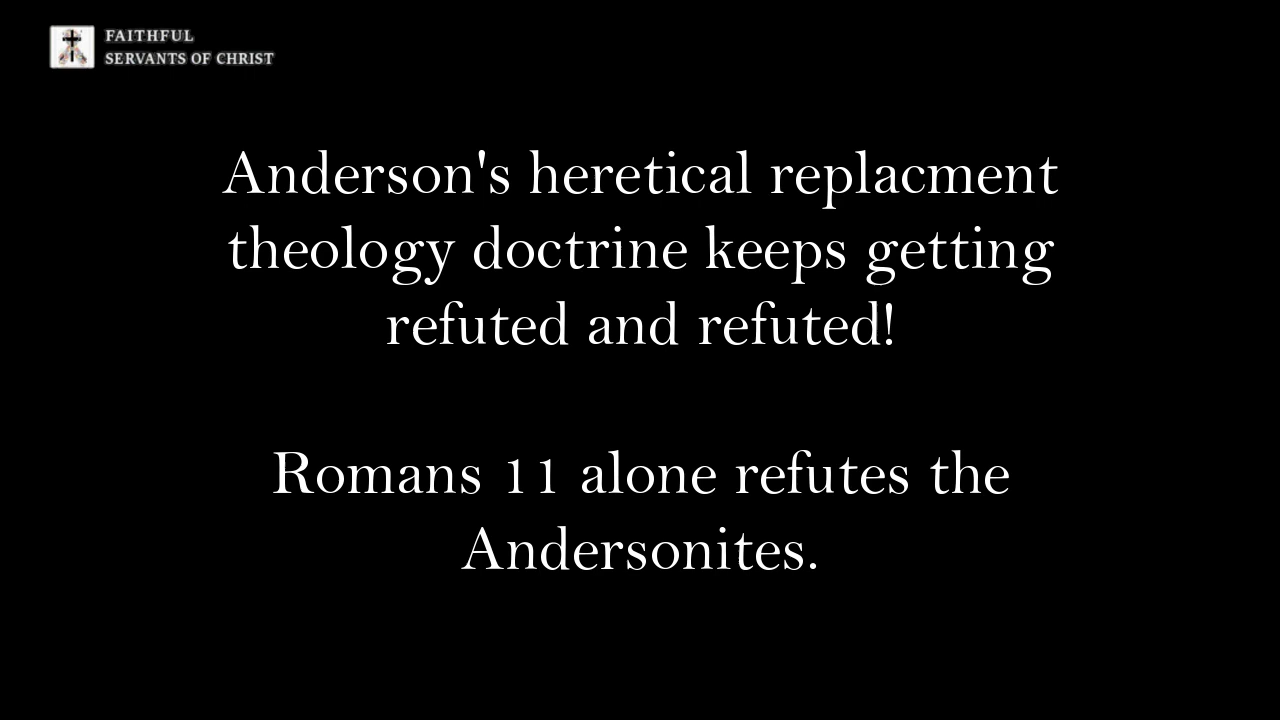 FAITHFUL
SERVANTS OF CHRIST
Anderson's heretical replacment
theology doctrine keeps getting
refuted and refuted!
Romans 11 alone refutes the
Andersonites.